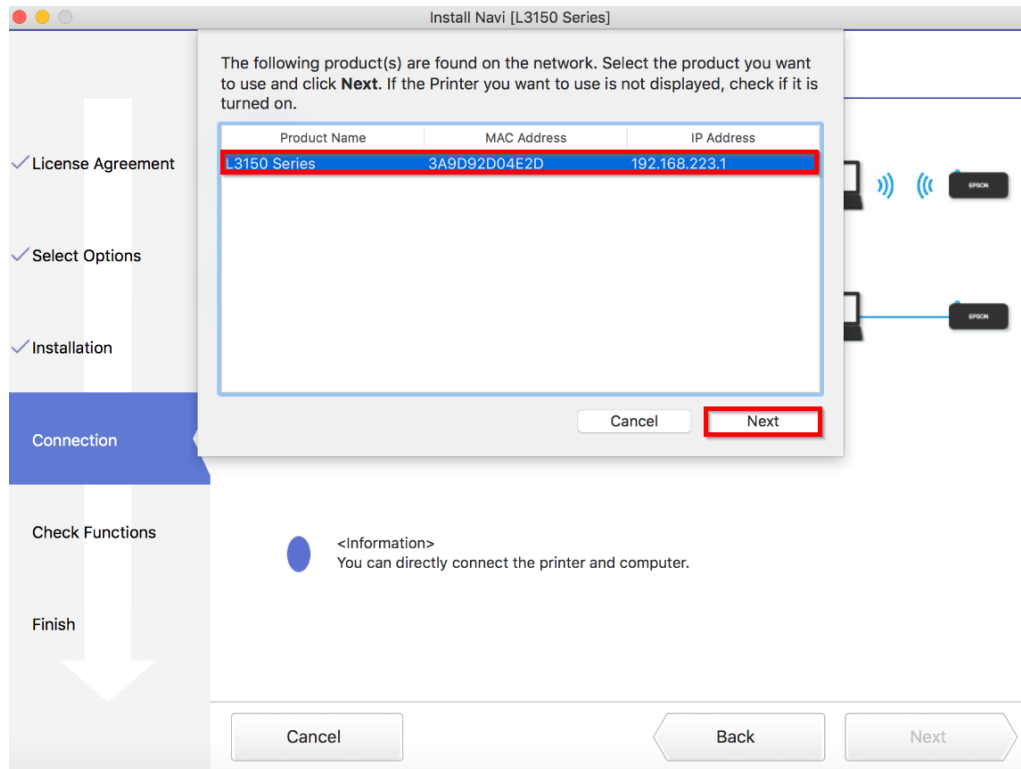 Install Navi [L3150 Series]
The following product(s) are found on the network. Select the product you want
to use and click Next. If the Printer you want to use is not displayed, check if it is
turned on.
Product Name MAC Address IP Address
L3150 Series 3A9D92D04E2D 192.168.223.1
Cancel Next
License Agreement
Select Options
Installation
Connection
Check Functions
Finish
EPSON
EPSON
<Information>
You can directly connect the printer and computer.
Cancel Back Next